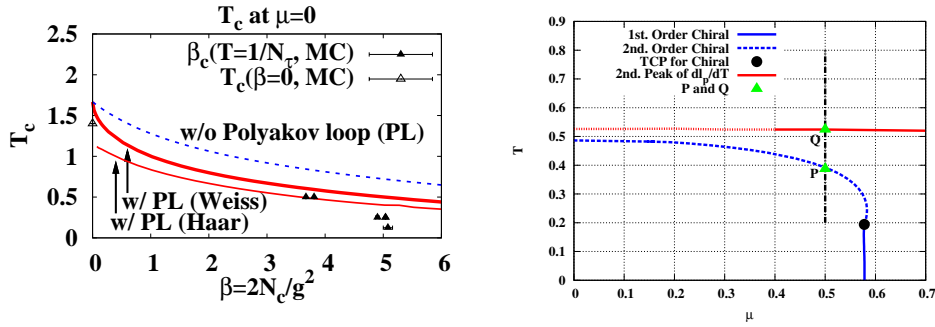 T_c at μ=0
2.5
2
1.5
1
0.5
0
T_c
β_c(T=1/N_τ, MC)
T_c(β=0, MC)
w/o Polyakov loop (PL)
w/ PL (Weiss)
w/ PL (Haar)
0 1 2 3 4 5 6
β=2N_c/g^2
0.9
0.8
0.7
0.6
0.5
0.4
0.3
0.2
0.1
0
T
1st. Order Chiral
2nd. Order Chiral
TCP for Chiral
2nd. Peak of dl_p/dT
P and Q
Q
P
0.0 0.1 0.2 0.3 0.4 0.5 0.6 0.7
μ